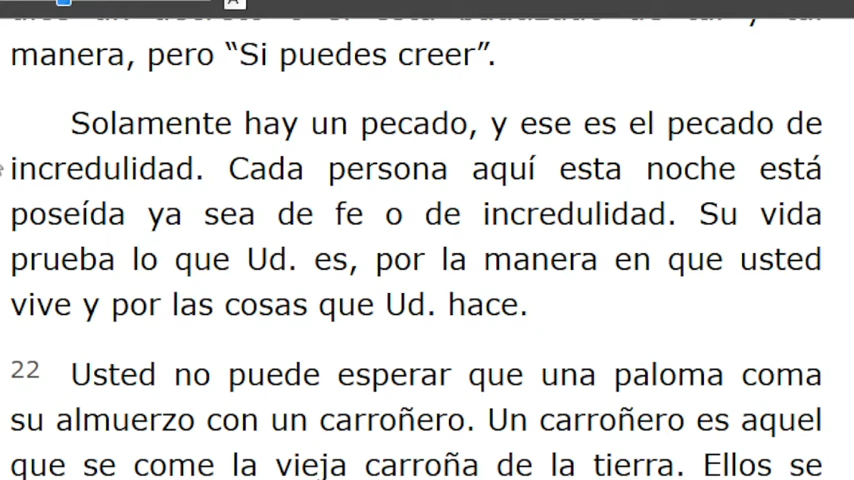 manera, pero “Si puedes creer”.
Solamente hay un pecado, y ese es el pecado de
incredulidad. Cada persona aquí esta noche está
poseída ya sea de fe o de incredulidad. Su vida
prueba lo que Ud. es, por la manera en que usted
vive y por las cosas que Ud. hace.
22 Usted no puede esperar que una paloma coma
su almuerzo con un carroñero. Un carroñero es aquel
que se come la vieja carroña de la tierra. Ellos se